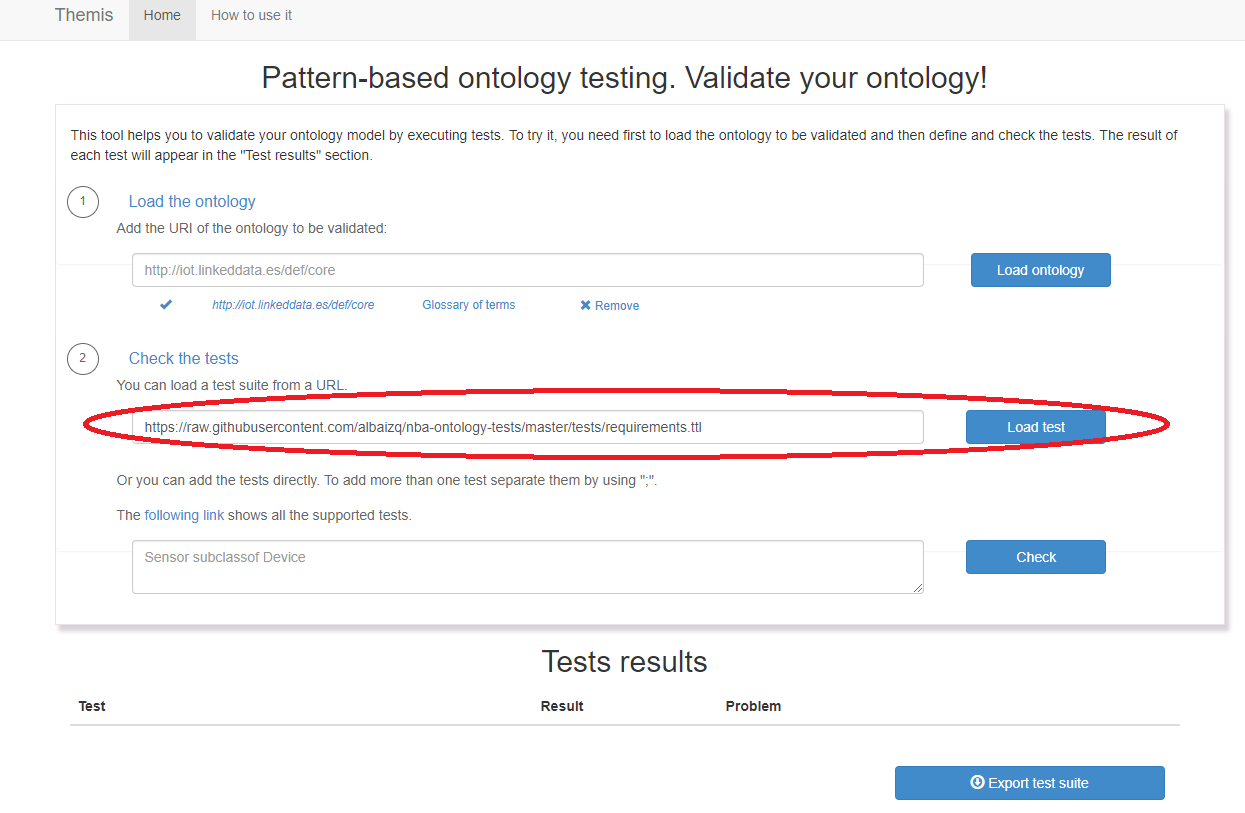 Themis Home How to use it
Pattern-based ontology testing. Validate your ontology!
This tool helps you to validate your ontology model by executing tests. To try it, you need first to load the ontology to be validated and then define and check the tests. The result of
each test will appear in the "Test results" section.
1 Load the ontology
Add the URI of the ontology to be validated:
http://iot.linkeddata.es/def/core Load ontology
http://iot.linkeddata.es/def/core Glossary of terms Remove
2 Check the tests
You can load a test suite from a URL.
https://raw.githubusercontent.com/albaizq/nba-ontology-tests/master/tests/requirements.ttl Load test
Or you can add the tests directly. To add more than one test separate them by using ";".
The following link shows all the supported tests.
Sensor subclassof Device Check
Tests results
Test Result Problem
Export test suite